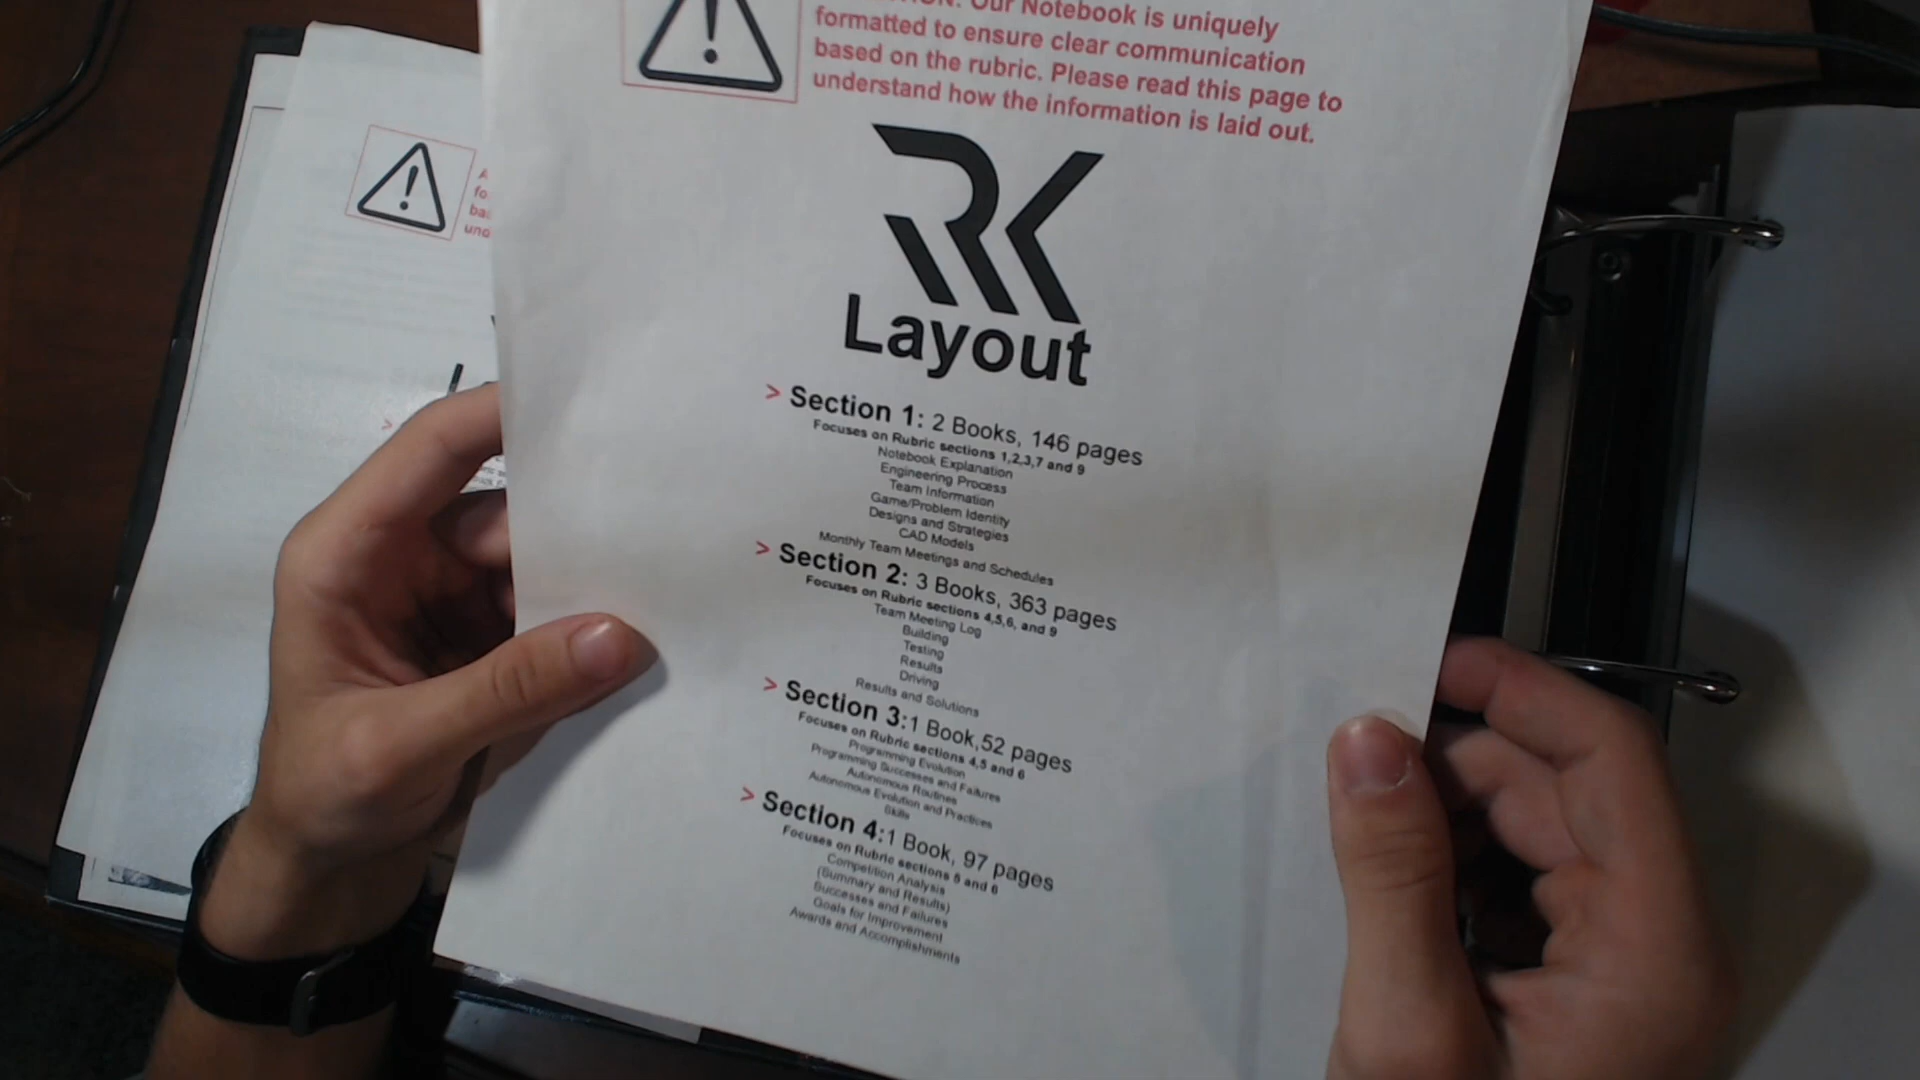 Our Notebook is uniquely
formatted to ensure clear communication
based on the rubric. Please read this page to
understand how the information is laid out.
RK
Layout
> Section 1: 2 Books, 146 pages
Focuses on Rubric sections 1,2,3,7 and 9
Notebook Explanation
Engineering Process
Team Information
Game/Problem Identity
Designs and Strategies
CAD Models
Monthly Team Meetings and Schedules
> Section 2: 3 Books, 363 pages
Focuses on Rubric sections 4,5,6, and 9
Team Meeting Log
Building
Testing
Results
Driving
Results and Solutions
> Section 3:1 Book,52 pages
Focuses on Rubric sections 4,5 and 6
Programming Evolution
Programming Successes and Failures
Autonomous Routines
Autonomous Evolution and Practices
Skills
> Section 4:1 Book, 97 pages
Focuses on Rubric sections 5 and 6
Competition Analysis
(Summary and Results)
Successes and Failures
Goals for Improvement
Awards and Accomplishments